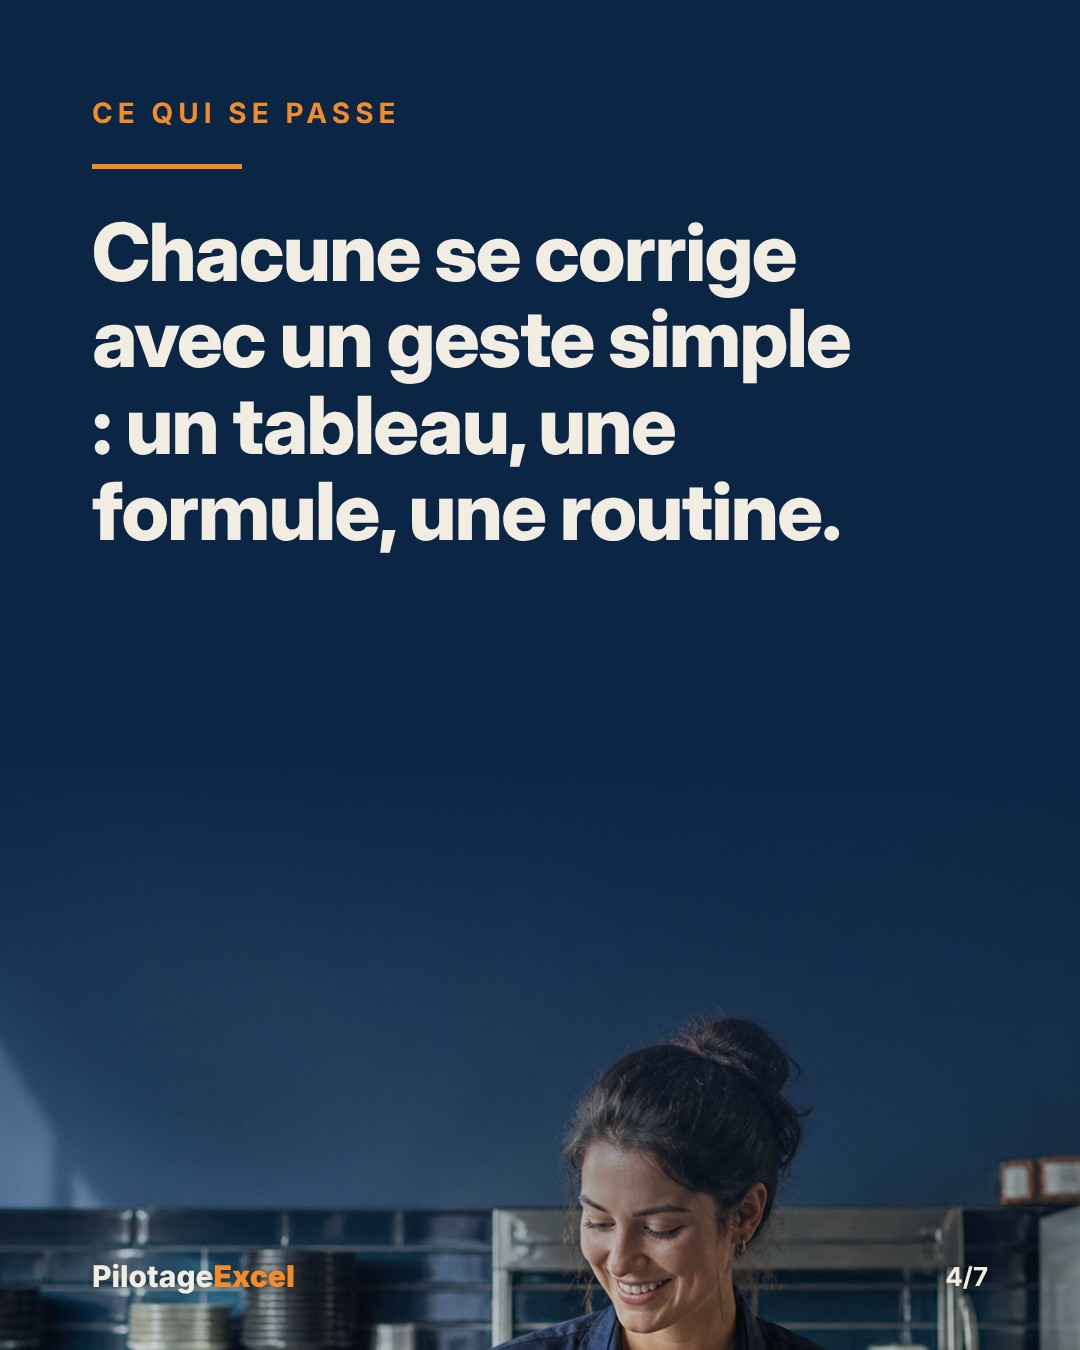 CE QUI SE PASSE
Chacune se corrige
avec un geste simple
: un tableau, une
formule, une routine.
PilotageExcel
4/7